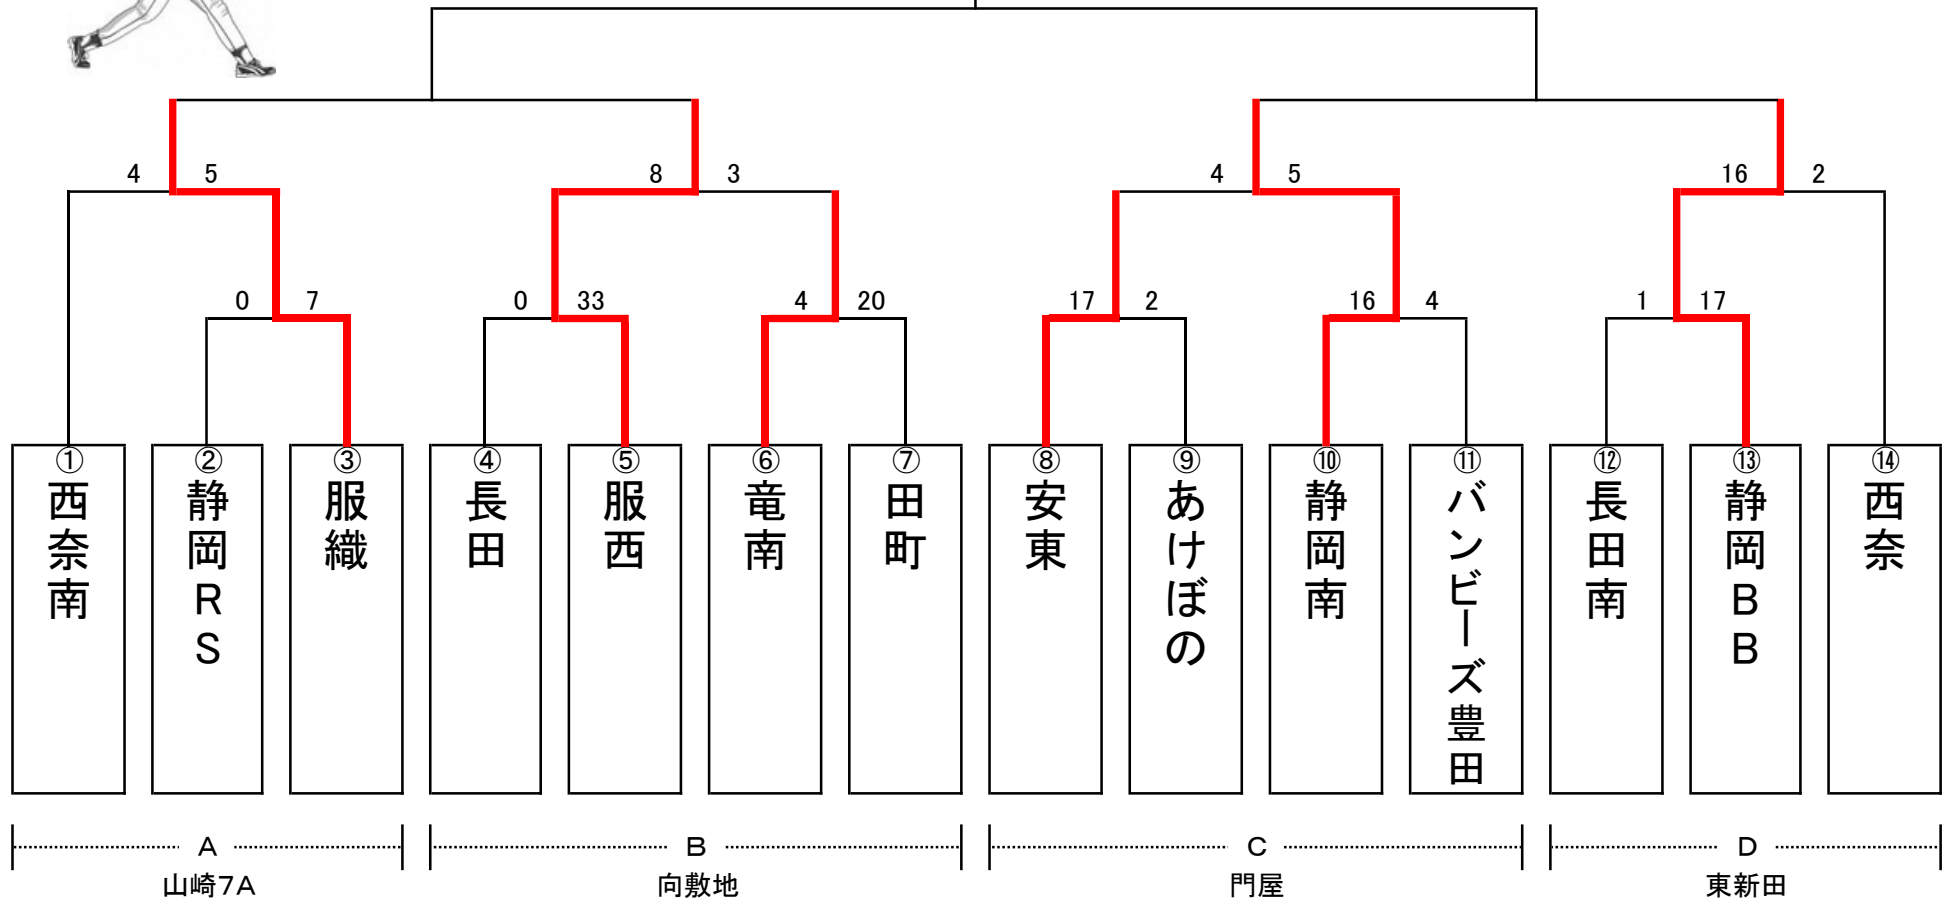 4 5 8 3 4 5 16 2
0 7 0 33 4 20 17 2 16 4 1 17
① ② ③ ④ ⑤ ⑥ ⑦ ⑧ ⑨ ⑩ ⑪ ⑫ ⑬ ⑭
西奈南
静岡RS
服織
長田
服西
竜南
田町
安東
あけぼの
静岡南
バンビーズ豊田
長田南
静岡BB
西奈
A B C D
山崎7A 向敷地 門屋 東新田